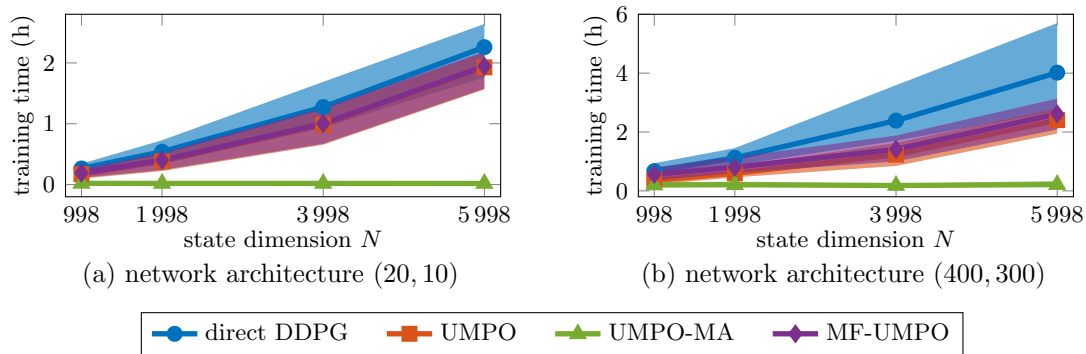 training time (h)
2
1
0
998 1 998 3 998 5 998
state dimension N
(a) network architecture (20, 10)
training time (h)
6
4
2
0
998 1 998 3 998 5 998
state dimension N
(b) network architecture (400, 300)
direct DDPG UMPO UMPO-MA MF-UMPO